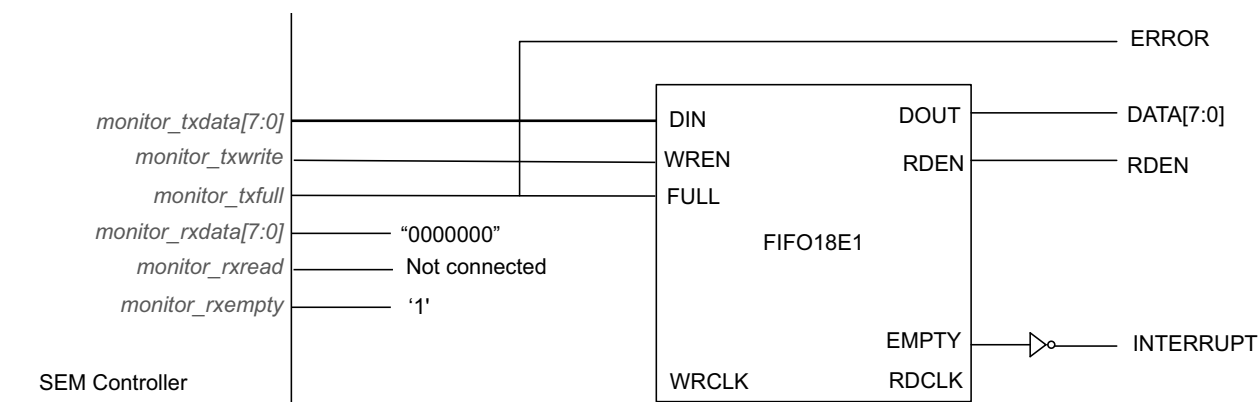 ERROR
monitor_txdata[7:0]
DIN
DOUT
DATA[7:0]
monitor_txwrite
WREN
RDEN
RDEN
monitor_txfull
FULL
monitor_rxdata[7:0]
“0000000”
FIFO18E1
monitor_rxread
Not connected
monitor_rxempty
‘1'
EMPTY
INTERRUPT
SEM Controller
WRCLK
RDCLK